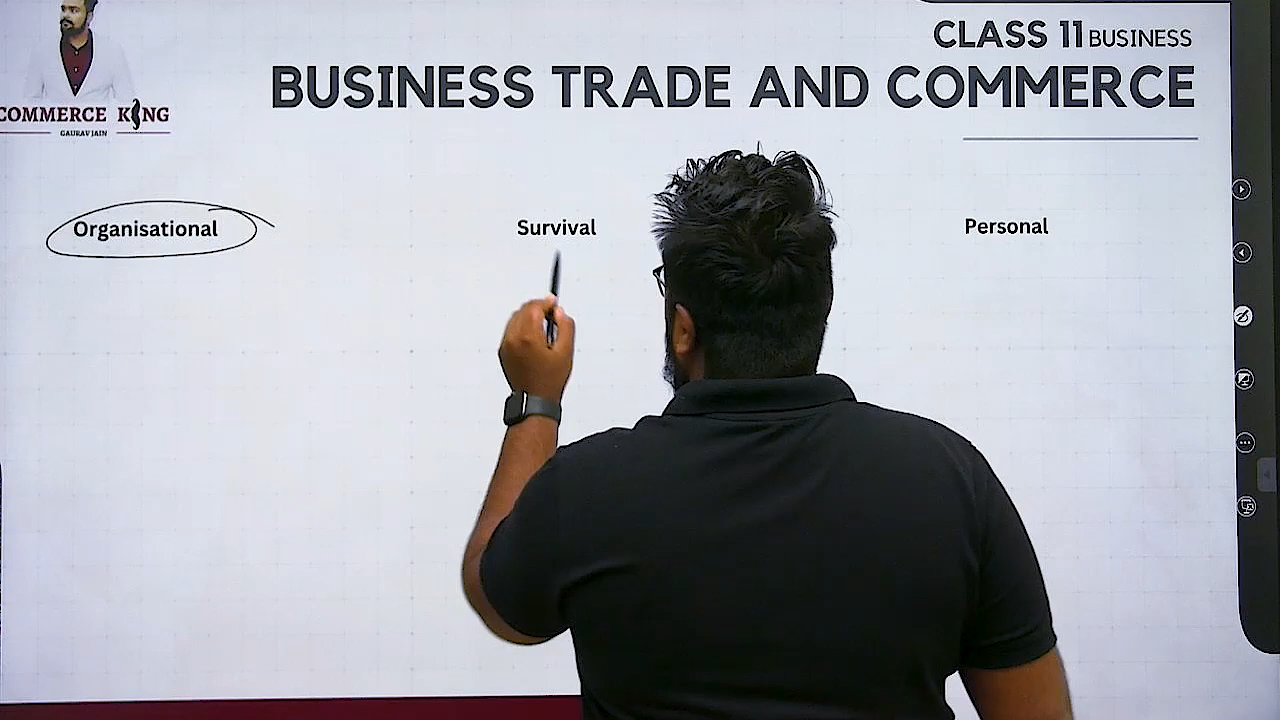 CLASS 11 BUSINESS
BUSINESS TRADE AND COMMERCE
COMMERCE KING
GAURAV JAIN
Organisational
Survival
Personal